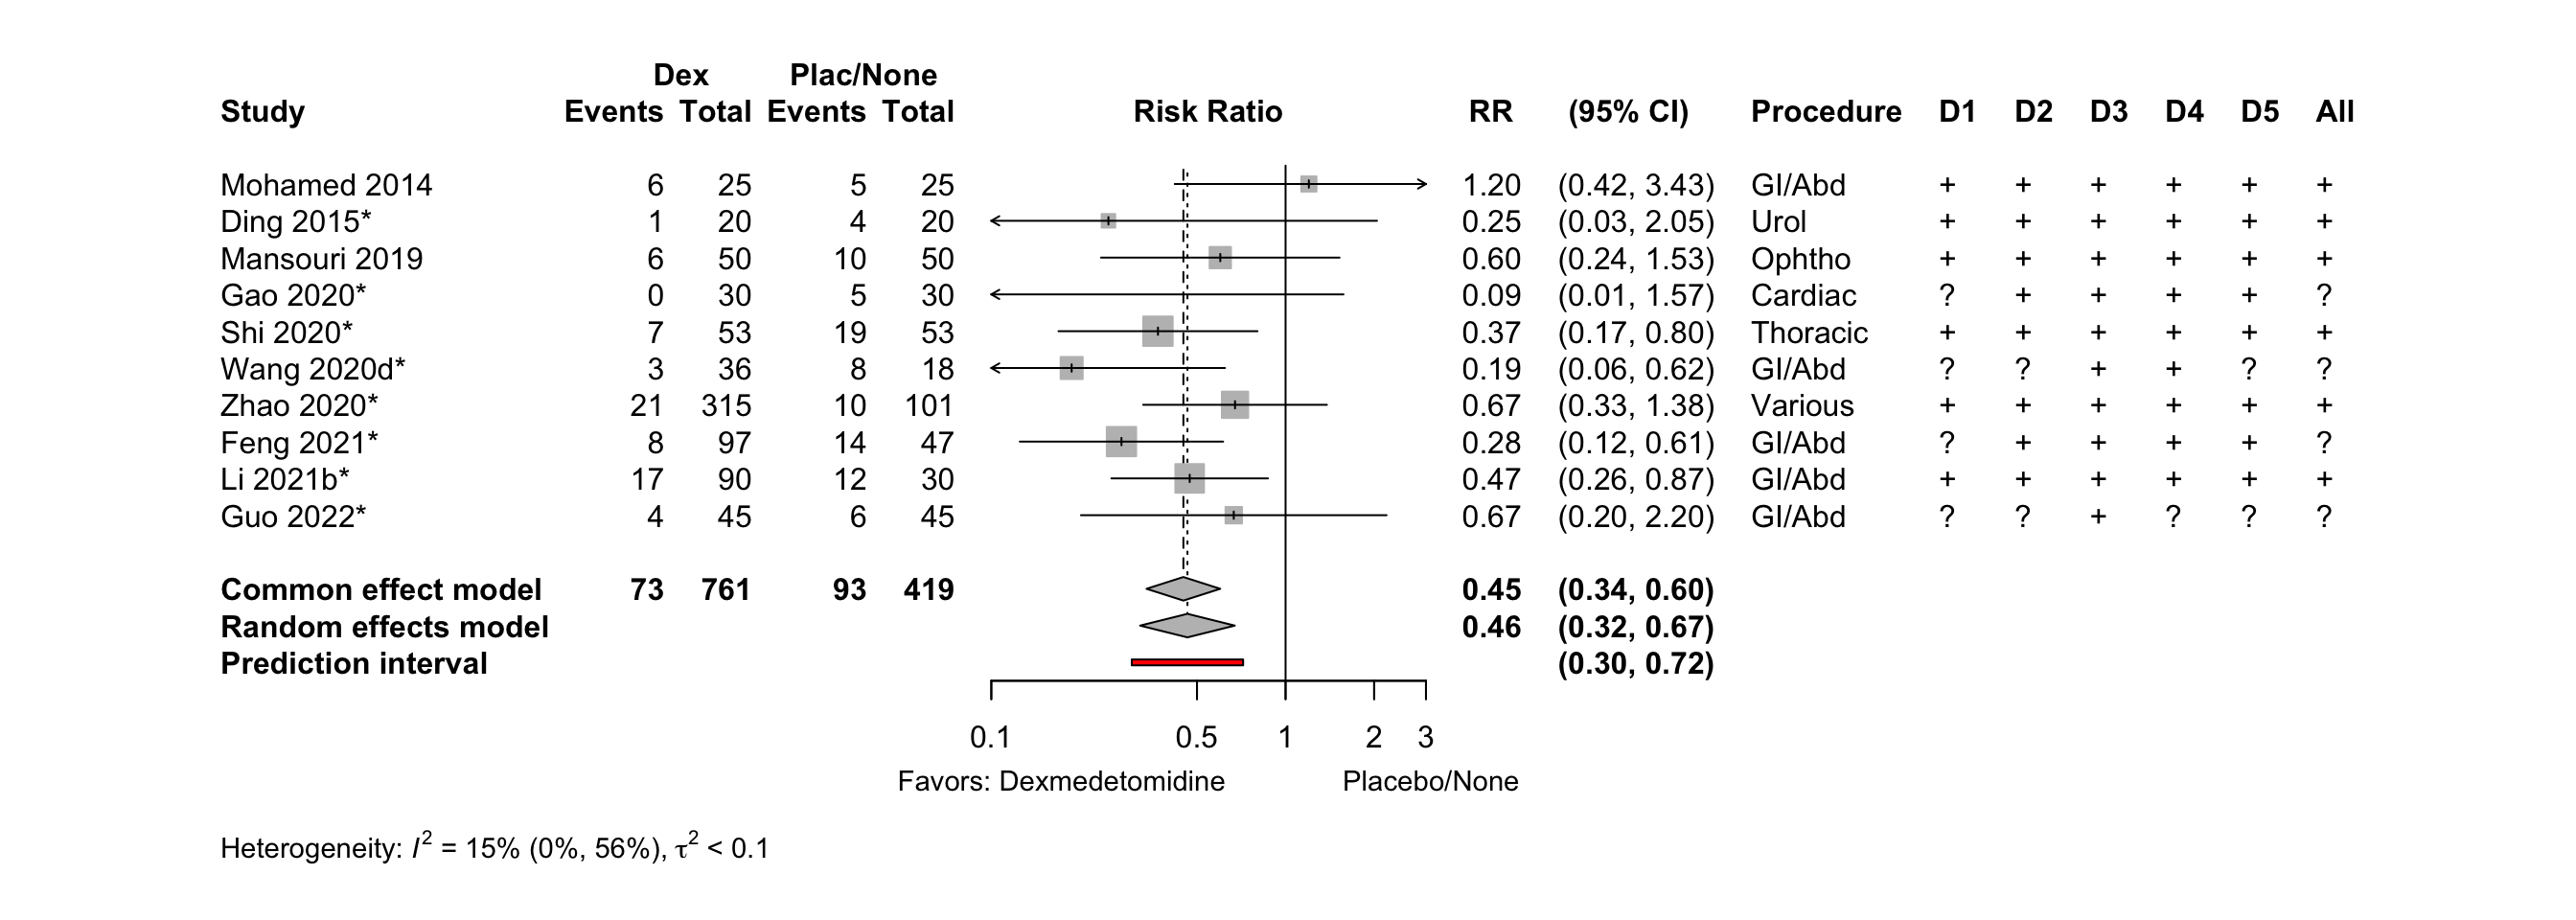 Dex Plac/None
Study Events Total Events Total Risk Ratio RR (95% CI) Procedure D1 D2 D3 D4 D5 All
Mohamed 2014 6 25 5 25 1.20 (0.42, 3.43) GI/Abd + + + + + +
Ding 2015* 1 20 4 20 0.25 (0.03, 2.05) Urol + + + + + +
Mansouri 2019 6 50 10 50 0.60 (0.24, 1.53) Ophtho + + + + + +
Gao 2020* 0 30 5 30 0.09 (0.01, 1.57) Cardiac ? + + + + ?
Shi 2020* 7 53 19 53 0.37 (0.17, 0.80) Thoracic + + + + + +
Wang 2020d* 3 36 8 18 0.19 (0.06, 0.62) GI/Abd ? ? + + ? ?
Zhao 2020* 21 315 10 101 0.67 (0.33, 1.38) Various + + + + + +
Feng 2021* 8 97 14 47 0.28 (0.12, 0.61) GI/Abd ? + + + + ?
Li 2021b* 17 90 12 30 0.47 (0.26, 0.87) GI/Abd + + + + + +
Guo 2022* 4 45 6 45 0.67 (0.20, 2.20) GI/Abd ? ? + ? ? ?
Common effect model 73 761 93 419 0.45 (0.34, 0.60)
Random effects model 0.46 (0.32, 0.67)
Prediction interval (0.30, 0.72)
0.1 0.5 1 2 3
Favors: Dexmedetomidine Placebo/None
Heterogeneity: I² = 15% (0%, 56%), τ² < 0.1